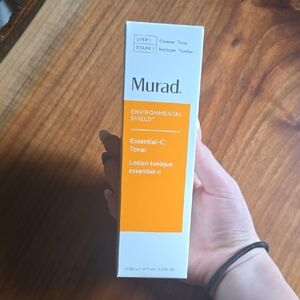 STEP 1 Cleanse Tone
ÉTAPE 1 Nettoyer Tonifier
Murad.
ENVIRONMENTAL
SHIELD®
Essential-C
Toner
Lotion tonique
essentiel-c